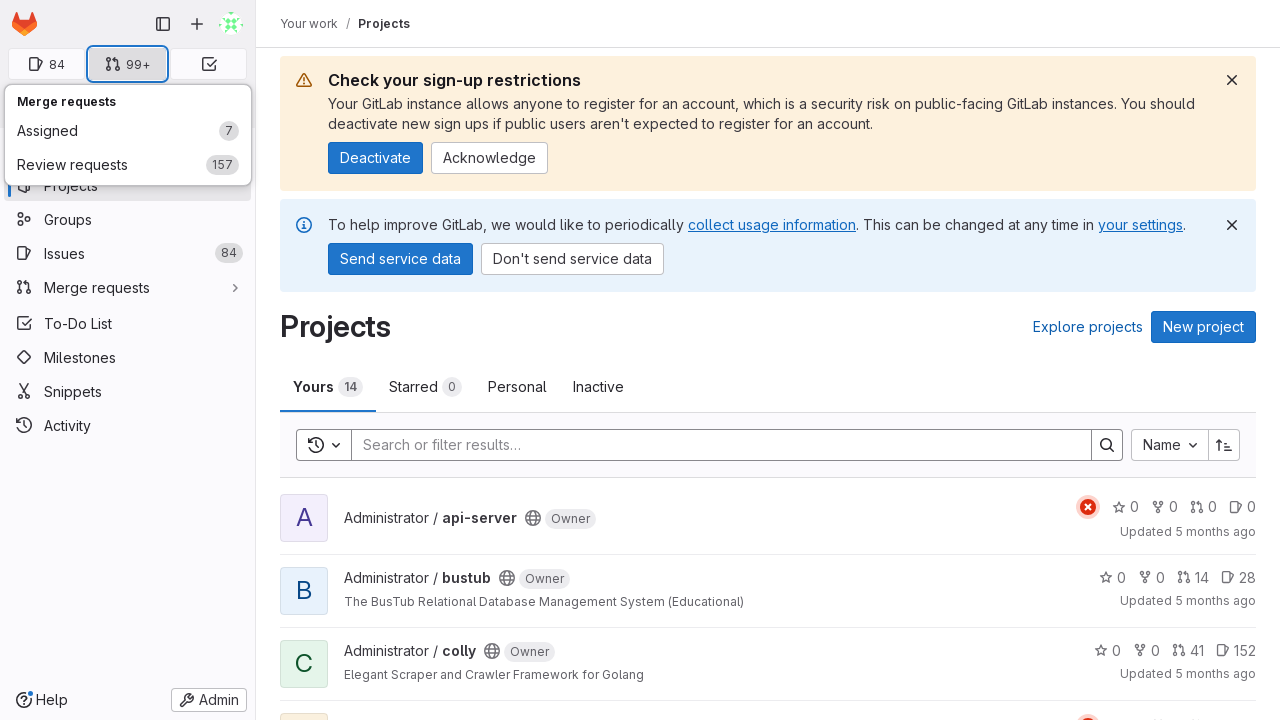 Your work / Projects
84
99+
Merge requests
Assigned 7
Review requests 157
Projects
Groups
Issues 84
Merge requests
To-Do List
Milestones
Snippets
Activity
Help
Admin
Check your sign-up restrictions
Your GitLab instance allows anyone to register for an account, which is a security risk on public-facing GitLab instances. You should
deactivate new sign ups if public users aren't expected to register for an account.
Deactivate
Acknowledge
To help improve GitLab, we would like to periodically collect usage information. This can be changed at any time in your settings.
Send service data
Don't send service data
Projects
Explore projects
New project
Yours 14
Starred 0
Personal
Inactive
Search or filter results…
Name
A
Administrator / api-server
Owner
0 0 0 0
Updated 5 months ago
B
Administrator / bustub
Owner
0 0 14 28
The BusTub Relational Database Management System (Educational)
Updated 5 months ago
C
Administrator / colly
Owner
0 0 41 152
Elegant Scraper and Crawler Framework for Golang
Updated 5 months ago